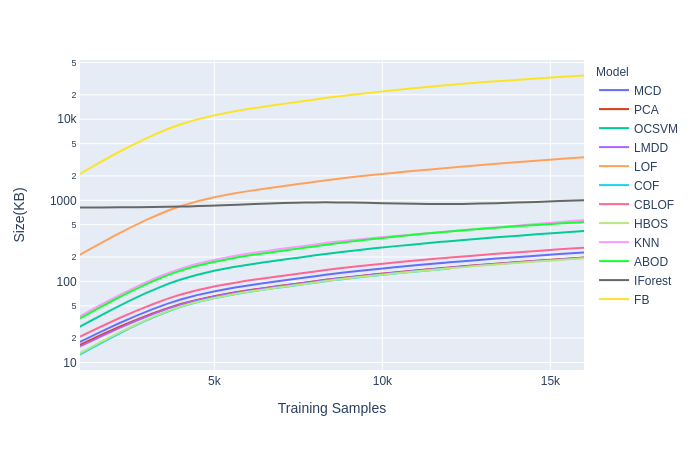 5
2
10k
5
2
1000
5
2
100
5
2
10
5k
10k
15k
Training Samples
Size(KB)
Model
MCD
PCA
OCSVM
LMDD
LOF
COF
CBLOF
HBOS
KNN
ABOD
IForest
FB